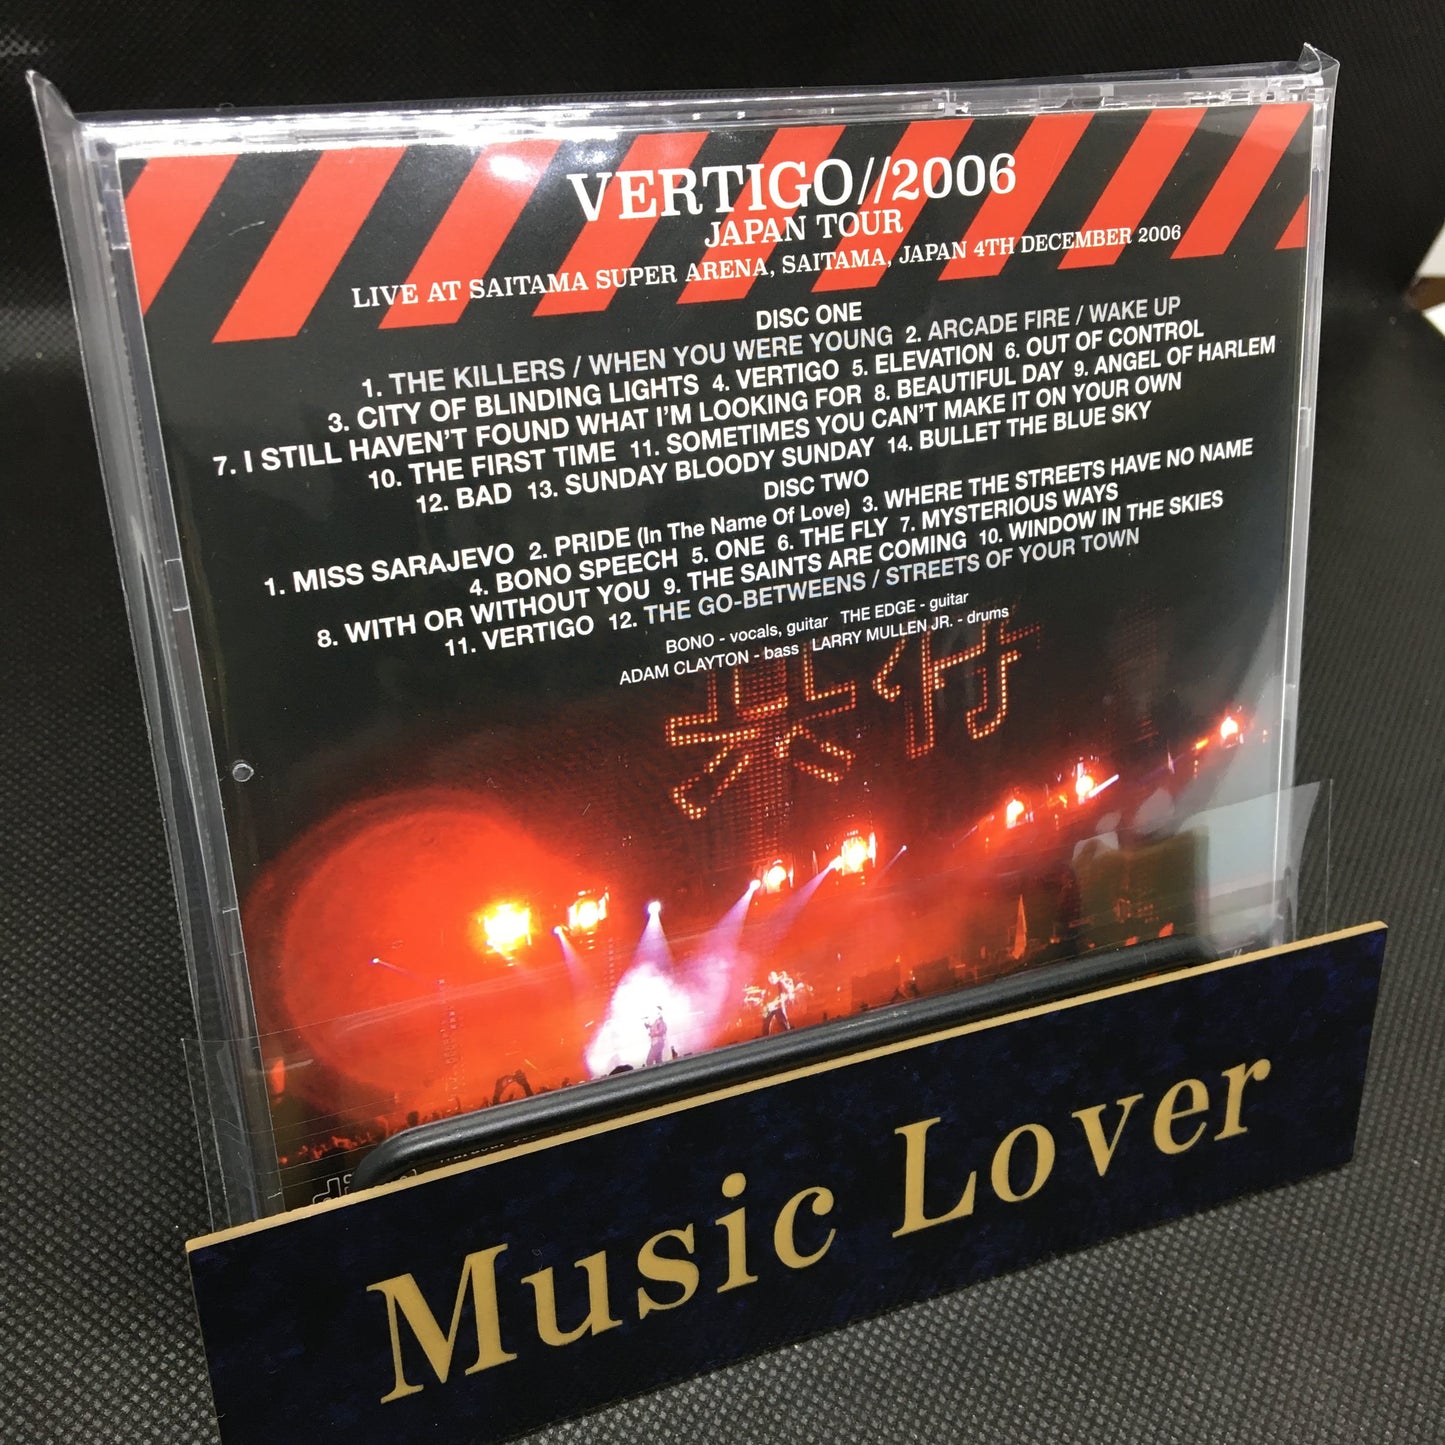 VERTIGO//2006
JAPAN TOUR
LIVE AT SAITAMA SUPER ARENA, SAITAMA, JAPAN 4TH DECEMBER 2006
DISC ONE
1. THE KILLERS / WHEN YOU WERE YOUNG 2. ARCADE FIRE / WAKE UP
3. CITY OF BLINDING LIGHTS 4. VERTIGO 5. ELEVATION 6. OUT OF CONTROL
7. I STILL HAVEN'T FOUND WHAT I'M LOOKING FOR 8. BEAUTIFUL DAY 9. ANGEL OF HARLEM
10. THE FIRST TIME 11. SOMETIMES YOU CAN'T MAKE IT ON YOUR OWN
12. BAD 13. SUNDAY BLOODY SUNDAY 14. BULLET THE BLUE SKY
DISC TWO
1. MISS SARAJEVO 2. PRIDE (In The Name Of Love) 3. WHERE THE STREETS HAVE NO NAME
4. BONO SPEECH 5. ONE 6. THE FLY 7. MYSTERIOUS WAYS
8. WITH OR WITHOUT YOU 9. THE SAINTS ARE COMING 10. WINDOW IN THE SKIES
11. VERTIGO 12. THE GO-BETWEENS / STREETS OF YOUR TOWN
BONO - vocals, guitar THE EDGE - guitar
ADAM CLAYTON - bass LARRY MULLEN JR. - drums
Music Lover